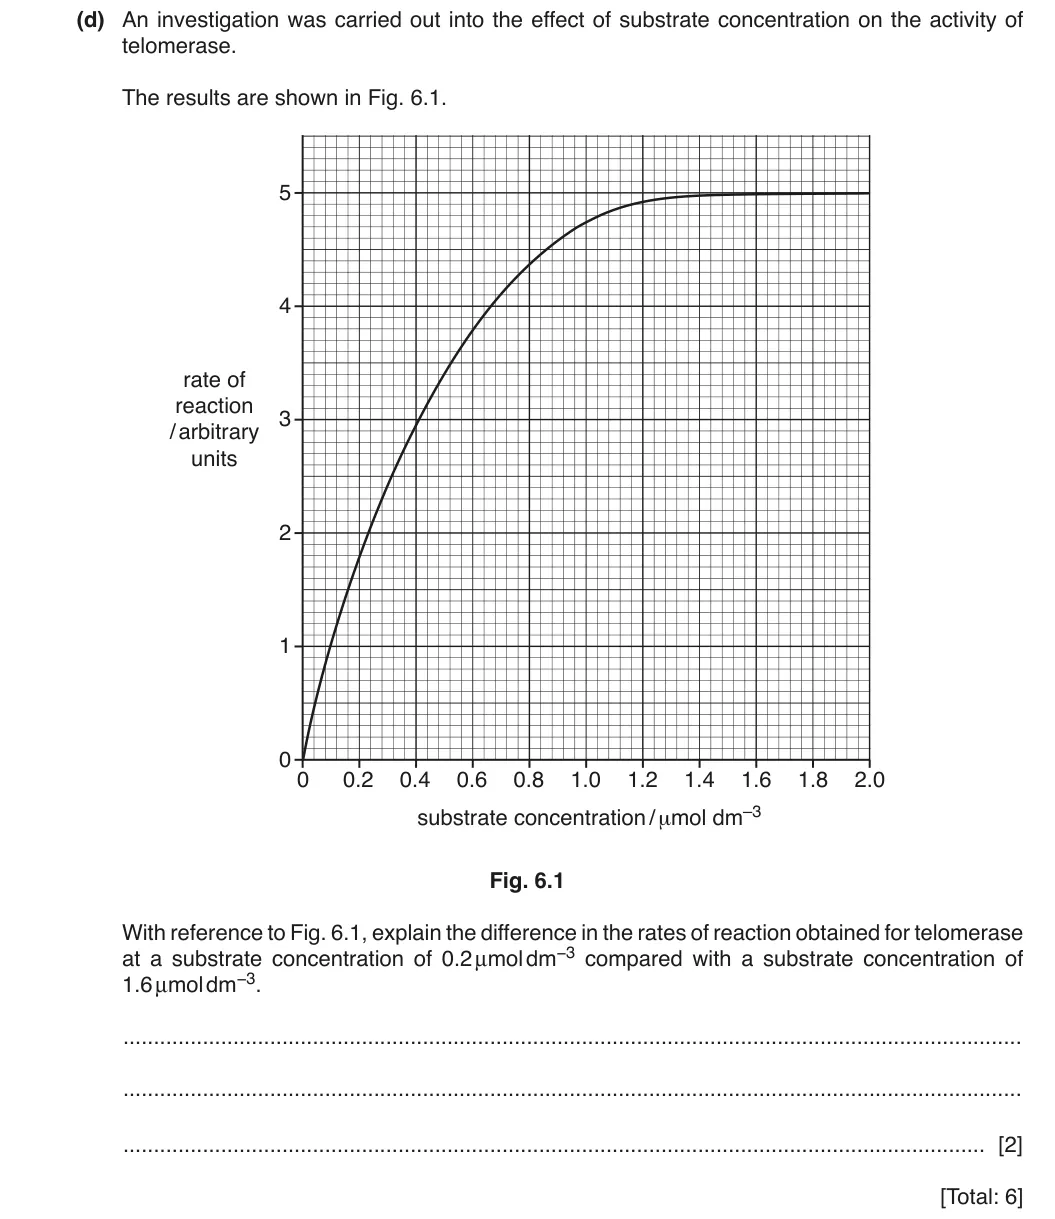 (d) An investigation was carried out into the effect of substrate concentration on the activity of
telomerase.
The results are shown in Fig. 6.1.
5
4
rate of
reaction
/ arbitrary
units
3
2
1
0
0 0.2 0.4 0.6 0.8 1.0 1.2 1.4 1.6 1.8 2.0
substrate concentration / μmol dm⁻³
Fig. 6.1
With reference to Fig. 6.1, explain the difference in the rates of reaction obtained for telomerase
at a substrate concentration of 0.2 μmol dm⁻³ compared with a substrate concentration of
1.6 μmol dm⁻³.
[2]
[Total: 6]